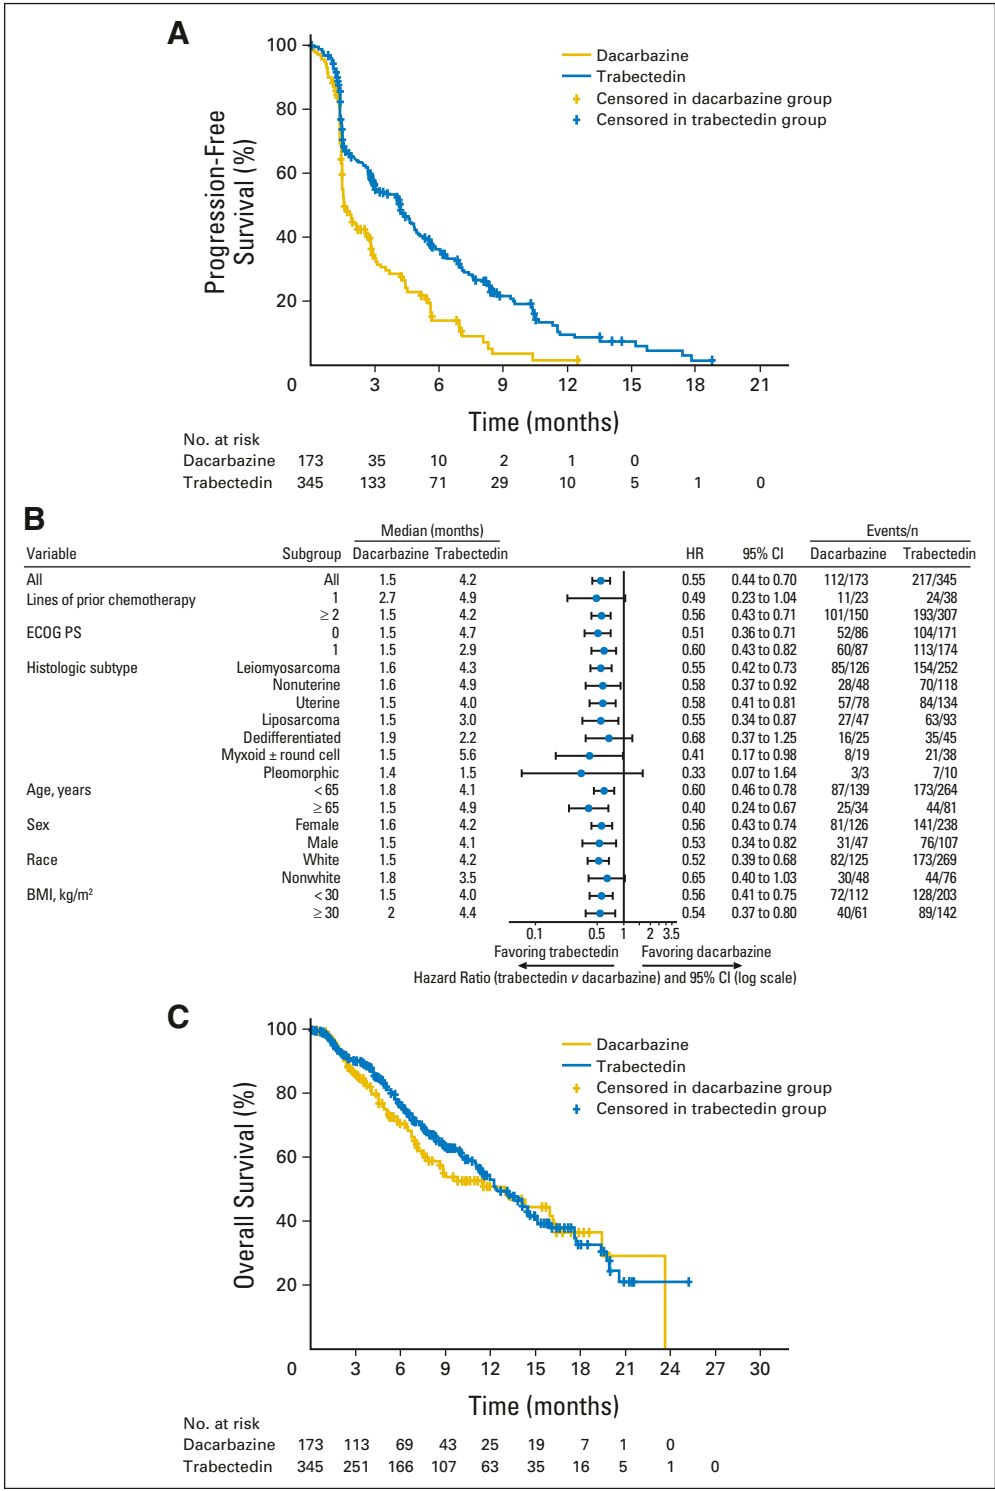 A
100
80
60
40
20
Progression-Free
Survival (%)
Dacarbazine
Trabectedin
Censored in dacarbazine group
Censored in trabectedin group
0 3 6 9 12 15 18 21
Time (months)
No. at risk
Dacarbazine 173 35 10 2 1 0
Trabectedin 345 133 71 29 10 5 1 0
B
Median (months) Events/n
Variable Subgroup Dacarbazine Trabectedin HR 95% CI Dacarbazine Trabectedin
All All 1.5 4.2 0.55 0.44 to 0.70 112/173 217/345
Lines of prior chemotherapy 1 2.7 4.9 0.49 0.23 to 1.04 11/23 24/38
≥ 2 1.5 4.2 0.56 0.43 to 0.71 101/150 193/307
ECOG PS 0 1.5 4.7 0.51 0.36 to 0.71 52/86 104/171
1 1.5 2.9 0.60 0.43 to 0.82 60/87 113/174
Histologic subtype Leiomyosarcoma 1.6 4.3 0.55 0.42 to 0.73 85/126 154/252
Nonuterine 1.6 4.9 0.58 0.37 to 0.92 28/48 70/118
Uterine 1.5 4.0 0.58 0.41 to 0.81 57/78 84/134
Liposarcoma 1.5 3.0 0.55 0.34 to 0.87 27/47 63/93
Dedifferentiated 1.9 2.2 0.68 0.37 to 1.25 16/25 35/45
Myxoid ± round cell 1.5 5.6 0.41 0.17 to 0.98 8/19 21/38
Pleomorphic 1.4 1.5 0.33 0.07 to 1.64 3/3 7/10
Age, years < 65 1.8 4.1 0.60 0.46 to 0.78 87/139 173/264
≥ 65 1.5 4.9 0.40 0.24 to 0.67 25/34 44/81
Sex Female 1.6 4.2 0.56 0.43 to 0.74 81/126 141/238
Male 1.5 4.1 0.53 0.34 to 0.82 31/47 76/107
Race White 1.5 4.2 0.52 0.39 to 0.68 82/125 173/269
Nonwhite 1.8 3.5 0.65 0.40 to 1.03 30/48 44/76
BMI, kg/m² < 30 1.5 4.0 0.56 0.41 to 0.75 72/112 128/203
≥ 30 2 4.4 0.54 0.37 to 0.80 40/61 89/142
0.1 0.5 1 2 3.5
Favoring trabectedin Favoring dacarbazine
Hazard Ratio (trabectedin v dacarbazine) and 95% CI (log scale)
C
100
80
60
40
20
Overall Survival (%)
Dacarbazine
Trabectedin
Censored in dacarbazine group
Censored in trabectedin group
0 3 6 9 12 15 18 21 24 27 30
Time (months)
No. at risk
Dacarbazine 173 113 69 43 25 19 7 1 0
Trabectedin 345 251 166 107 63 35 16 5 1 0